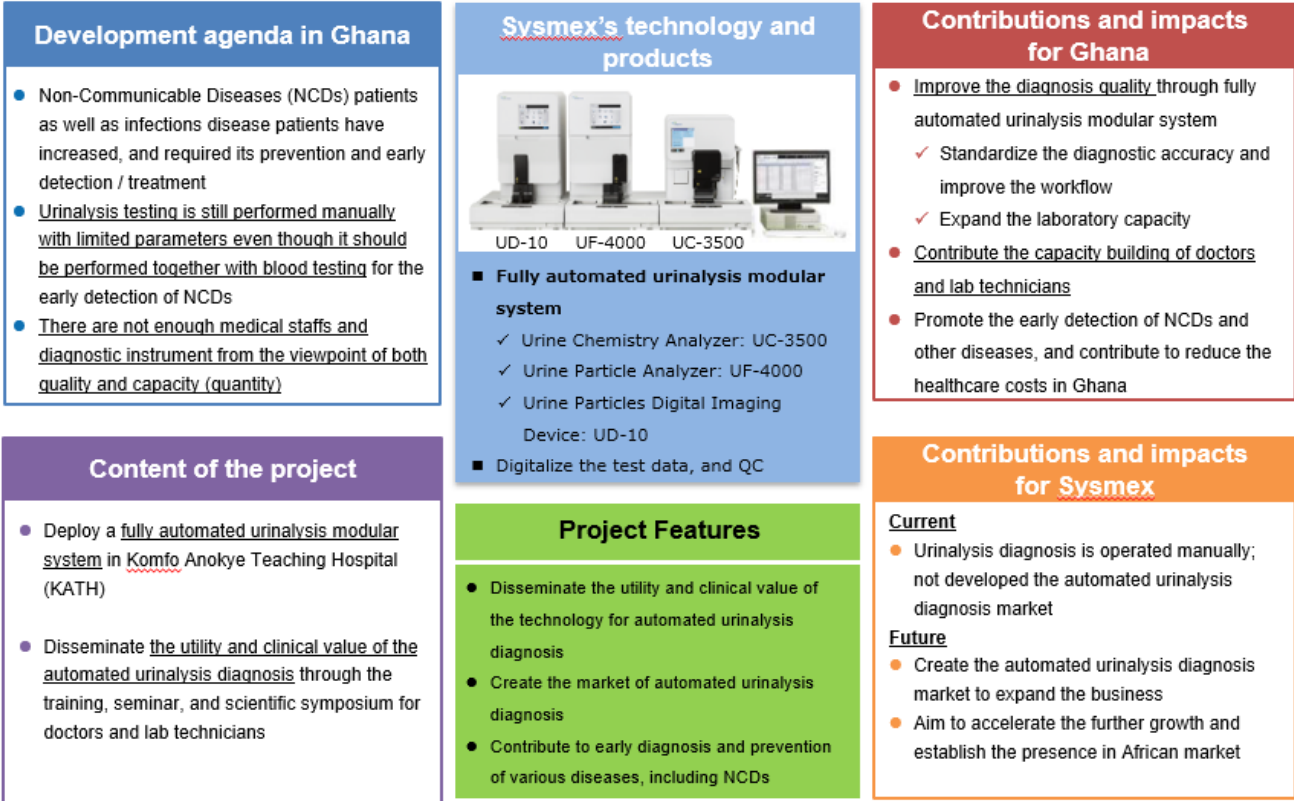 Development agenda in Ghana
Non-Communicable Diseases (NCDs) patients
as well as infections disease patients have
increased, and required its prevention and early
detection / treatment
Urinalysis testing is still performed manually
with limited parameters even though it should
be performed together with blood testing for the
early detection of NCDs
There are not enough medical staffs and
diagnostic instrument from the viewpoint of both
quality and capacity (quantity)
Sysmex's technology and
products
UD-10 UF-4000 UC-3500
Fully automated urinalysis modular
system
✓ Urine Chemistry Analyzer: UC-3500
✓ Urine Particle Analyzer: UF-4000
✓ Urine Particles Digital Imaging
Device: UD-10
Digitalize the test data, and QC
Contributions and impacts
for Ghana
Improve the diagnosis quality through fully
automated urinalysis modular system
✓ Standardize the diagnostic accuracy and
improve the workflow
✓ Expand the laboratory capacity
Contribute the capacity building of doctors
and lab technicians
Promote the early detection of NCDs and
other diseases, and contribute to reduce the
healthcare costs in Ghana
Content of the project
Deploy a fully automated urinalysis modular
system in Komfo Anokye Teaching Hospital
(KATH)
Disseminate the utility and clinical value of the
automated urinalysis diagnosis through the
training, seminar, and scientific symposium for
doctors and lab technicians
Project Features
Disseminate the utility and clinical value of
the technology for automated urinalysis
diagnosis
Create the market of automated urinalysis
diagnosis
Contribute to early diagnosis and prevention
of various diseases, including NCDs
Contributions and impacts
for Sysmex
Current
Urinalysis diagnosis is operated manually;
not developed the automated urinalysis
diagnosis market
Future
Create the automated urinalysis diagnosis
market to expand the business
Aim to accelerate the further growth and
establish the presence in African market